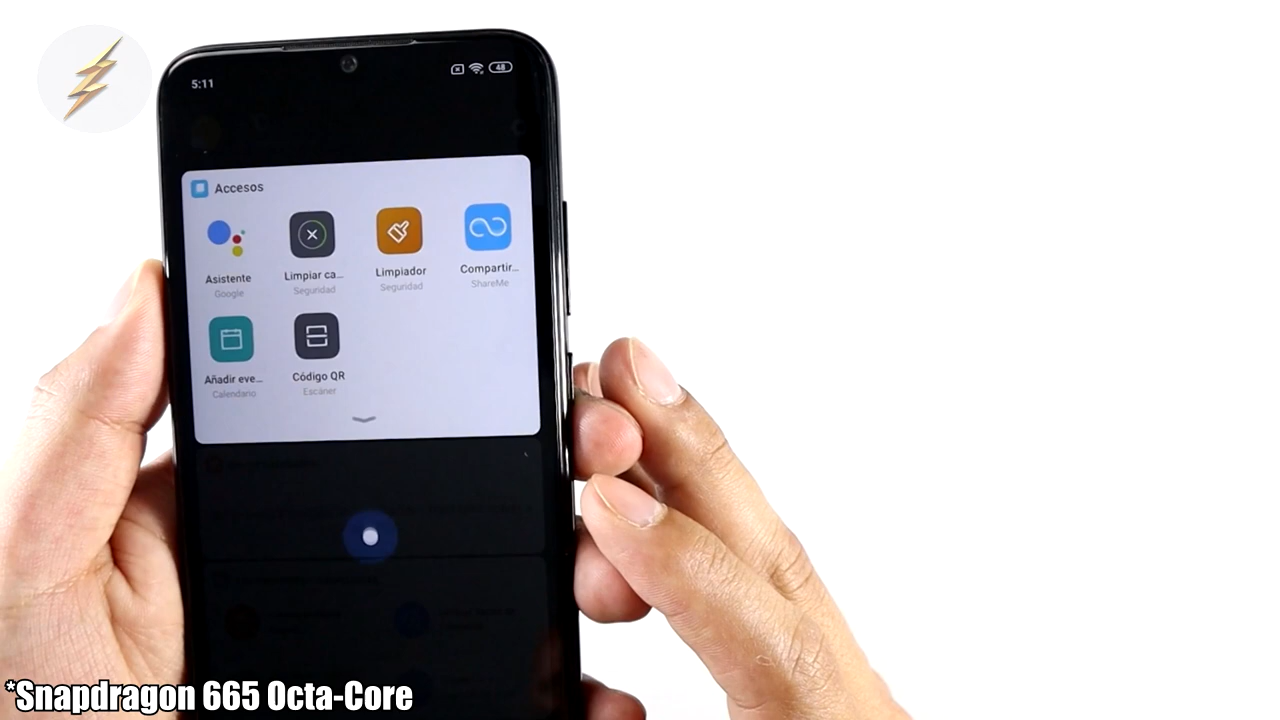 5:11
48
Accesos
Asistente
Google
Limpiar ca...
Seguridad
Limpiador
Seguridad
Compartir...
ShareMe
Añadir eve...
Calendario
Código QR
Escáner
*Snapdragon 665 Octa-Core